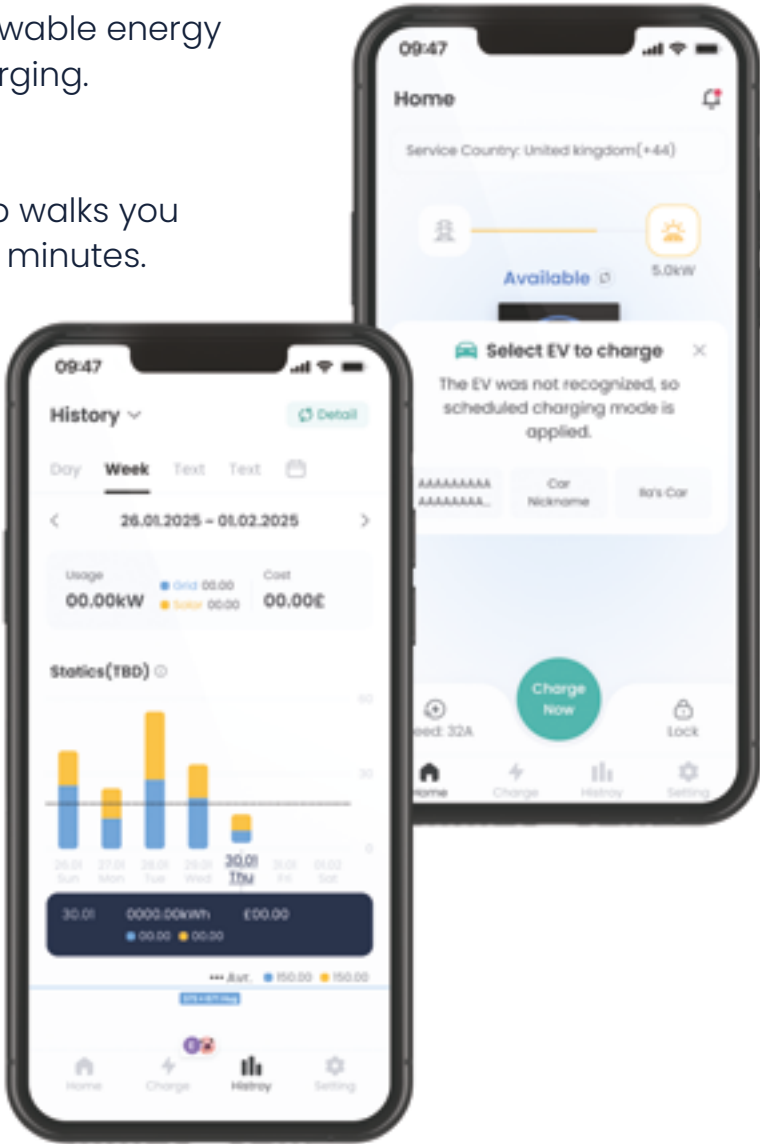 wable energy
rging.
o walks you
minutes.
09:47
Home
Service Country: United kingdom(+44)
5.0kW
Available
Select EV to charge
The EV was not recognized, so
scheduled charging mode is
applied.
AAAAAAAAA
AAAAAAAA...
Car
Nickname
Ro's Car
Charge
Now
eed: 32A
Lock
Home
Charge
Histroy
Setting
09:47
History
Detail
Day
Week
Text
Text
26.01.2025 - 01.02.2025
Usage
00.00kW
Grid 00.00
Solar 00.00
Cost
00.00£
Statics(TBD)
60
30
0
26.01
Sun
27.01
Mon
28.01
Tue
29.01
Wed
30.01
Thu
31.01
Fri
01.02
Sat
30.01
0000.00kWh
£00.00
00.00
00.00
150.00
150.00
Home
Charge
Histroy
Setting